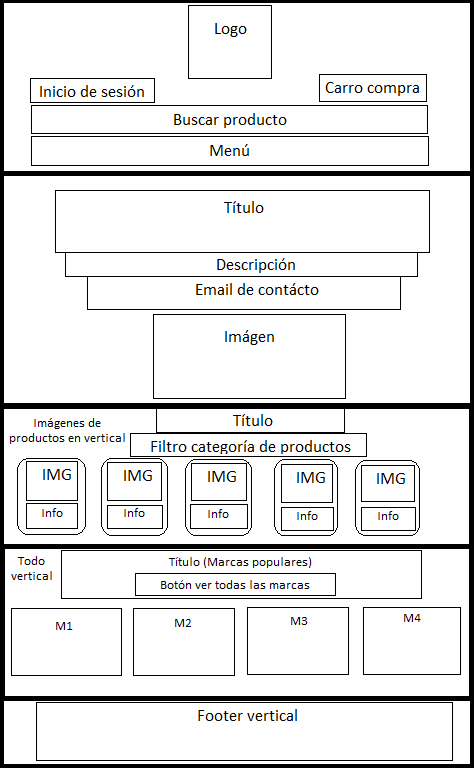 Logo
Inicio de sesión
Carro compra
Buscar producto
Menú
Título
Descripción
Email de contácto
Imágen
Imágenes de
productos en vertical
Título
Filtro categoría de productos
IMG
IMG
IMG
IMG
IMG
Info
Info
Info
Info
Info
Todo
vertical
Título (Marcas populares)
Botón ver todas las marcas
M1
M2
M3
M4
Footer vertical